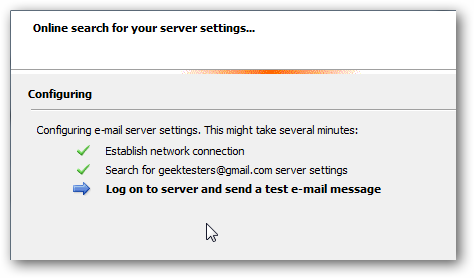 Online search for your server settings...
Configuring
Configuring e-mail server settings. This might take several minutes:
Establish network connection
Search for geektesters@gmail.com server settings
Log on to server and send a test e-mail message